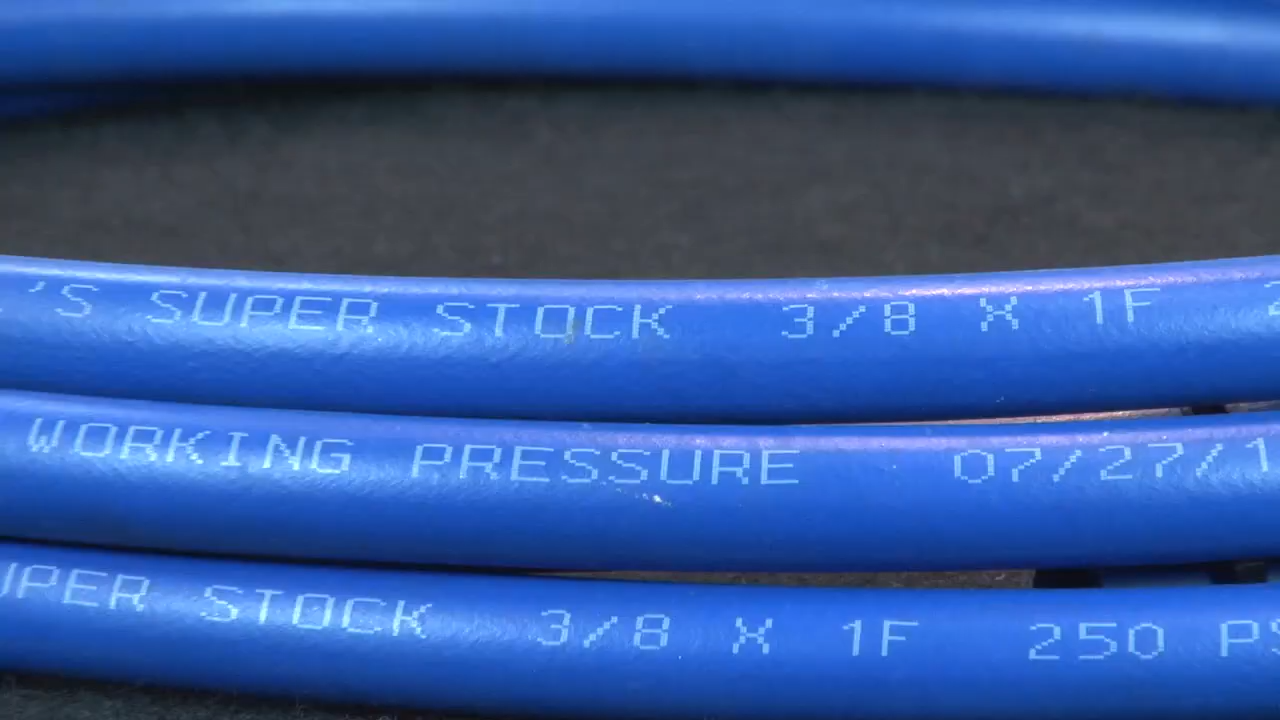 'S SUPER STOCK 3/8 X 1F
WORKING PRESSURE 07/27/1
UPER STOCK 3/8 X 1F 250 PS